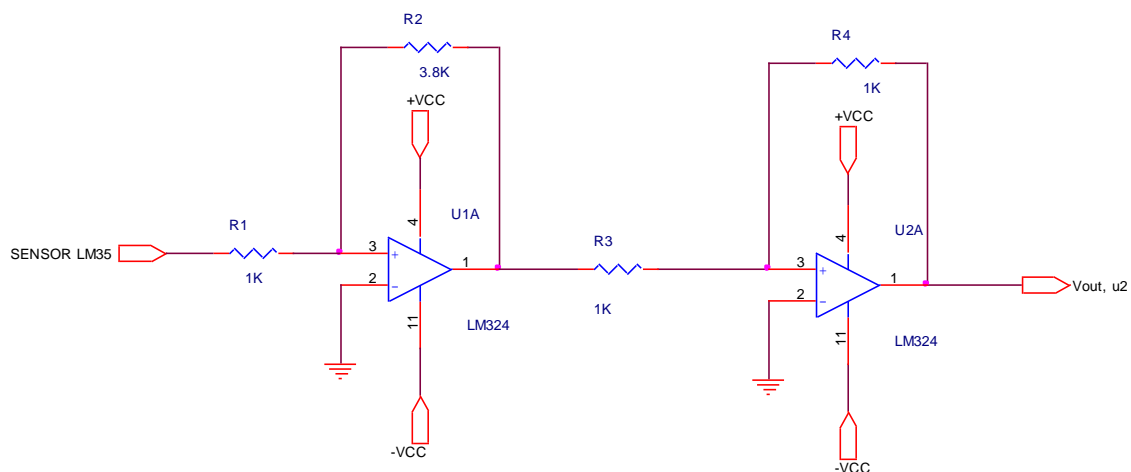 R2
3.8K
+VCC
R4
1K
+VCC
R1
4
U1A
SENSOR LM35
1K
3
+
2
-
1
11
LM324
-VCC
R3
1K
4
U2A
3
+
2
-
1
11
LM324
-VCC
Vout, u2